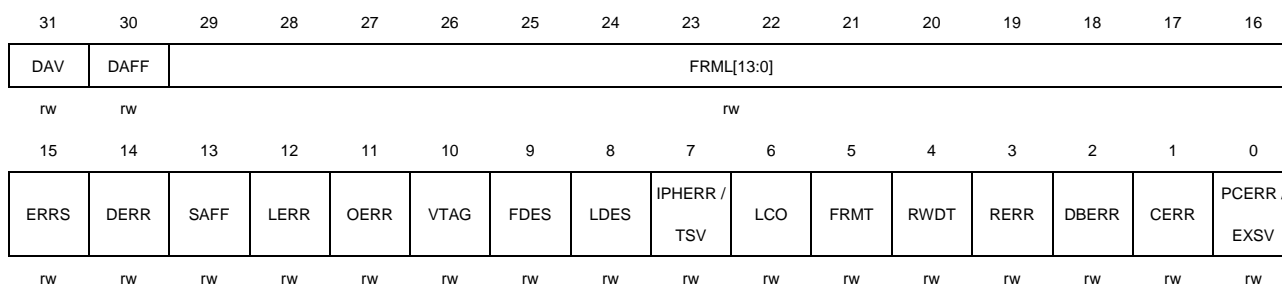 31 30 29 28 27 26 25 24 23 22 21 20 19 18 17 16
DAV DAFF FRML[13:0]
rw rw rw
15 14 13 12 11 10 9 8 7 6 5 4 3 2 1 0
ERRS DERR SAFF LERR OERR VTAG FDES LDES IPHERR / TSV LCO FRMT RWDT RERR DBERR CERR PCERR / EXSV
rw rw rw rw rw rw rw rw rw rw rw rw rw rw rw rw